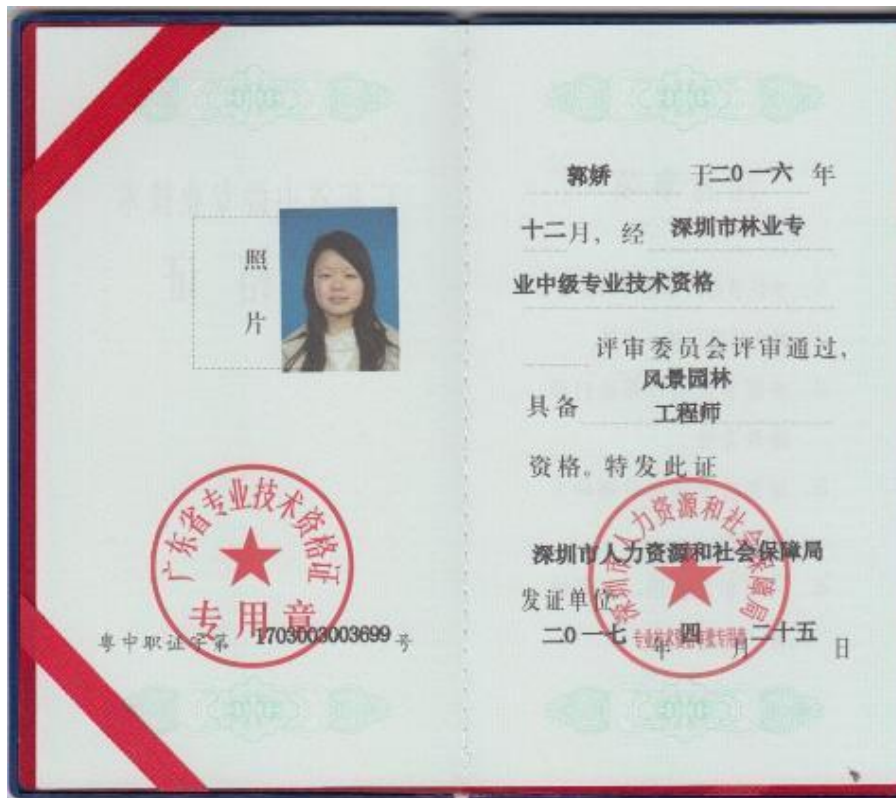 照
片
广东省专业技术资格证
专用章
粤中职证字第 1703003003699 号
郭娇 于二0一六 年
十二月，经 深圳市林业专
业中级专业技术资格
评审委员会评审通过，
风景园林
具备 工程师
资格。特发此证
深圳市人力资源和社会保障局
深圳市人力资源和社会保障局
发证单位
二0一七 年 四 月 二十五 日